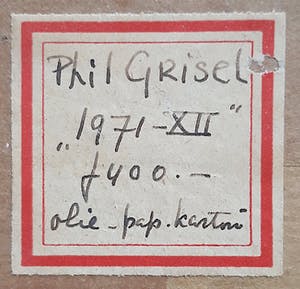 Phil Grisel
„1971-XII"
f400.-
olie - pap. karton